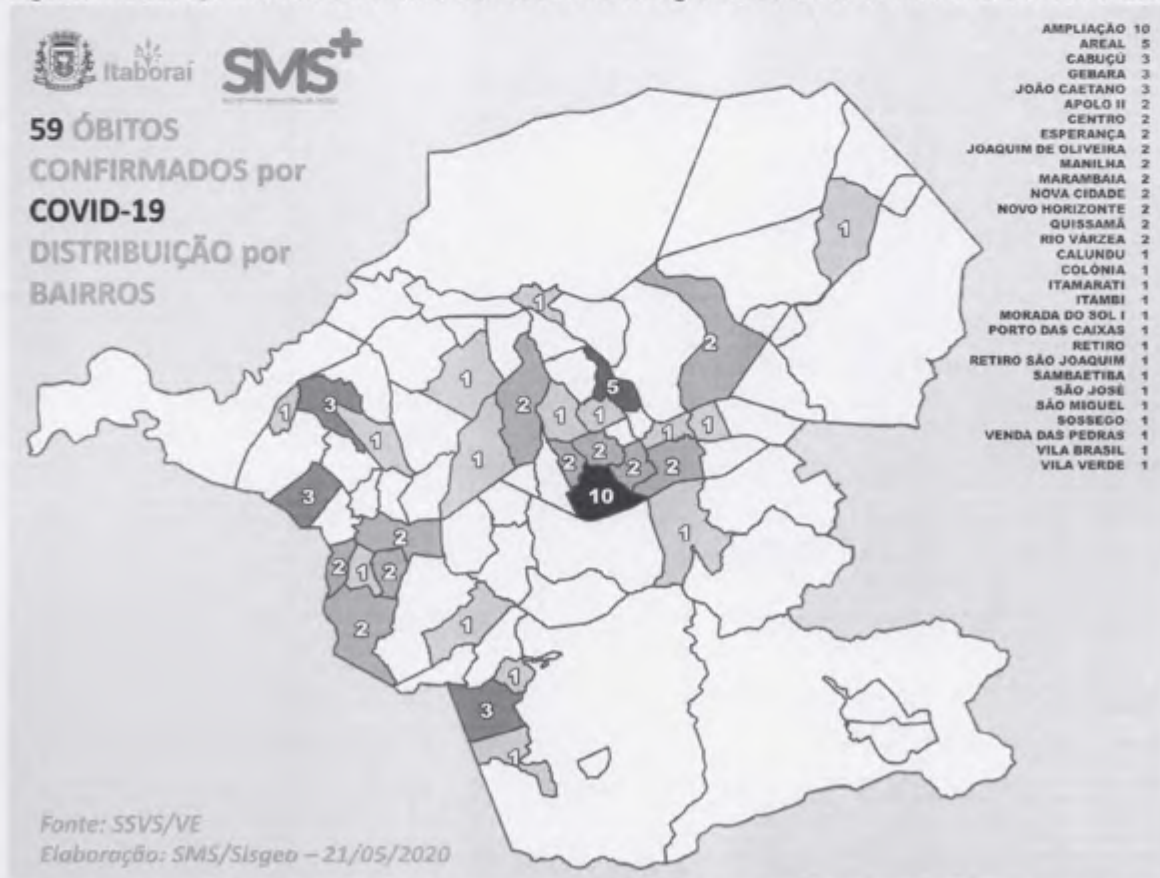 Itaboraí
SMS+
59 ÓBITOS
CONFIRMADOS por
COVID-19
DISTRIBUIÇÃO por
BAIRROS
AMPLIAÇÃO 10
AREAL 5
CABUÇÚ 3
GEBARA 3
JOÃO CAETANO 3
APOLO II 2
CENTRO 2
ESPERANÇA 2
JOAQUIM DE OLIVEIRA 2
MANILHA 2
MARAMBAIA 2
NOVA CIDADE 2
NOVO HORIZONTE 2
QUISSAMÃ 2
RIO VÁRZEA 2
CALUNDU 1
COLÔNIA 1
ITAMARATI 1
ITAMBI 1
MORADA DO SOL I 1
PORTO DAS CAIXAS 1
RETIRO 1
RETIRO SÃO JOAQUIM 1
SAMBAETIBA 1
SÃO JOSÉ 1
SÃO MIGUEL 1
SOSSEGO 1
VENDA DAS PEDRAS 1
VILA BRASIL 1
VILA VERDE 1
1
1
2
1
5
2
3
1
1
1
1
1
1
2
2
2
2
1
3
10
2
1
2
1
2
2
1
1
3
1
Fonte: SSVS/VE
Elaboração: SMS/Sisgeo – 21/05/2020